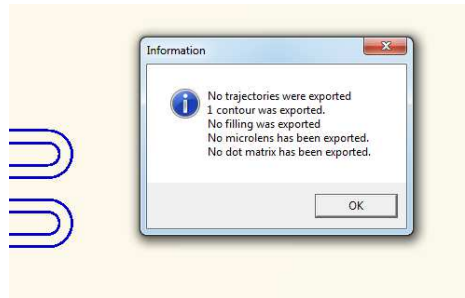 Information
No trajectories were exported
1 contour was exported.
No filling was exported
No microlens has been exported.
No dot matrix has been exported.
OK